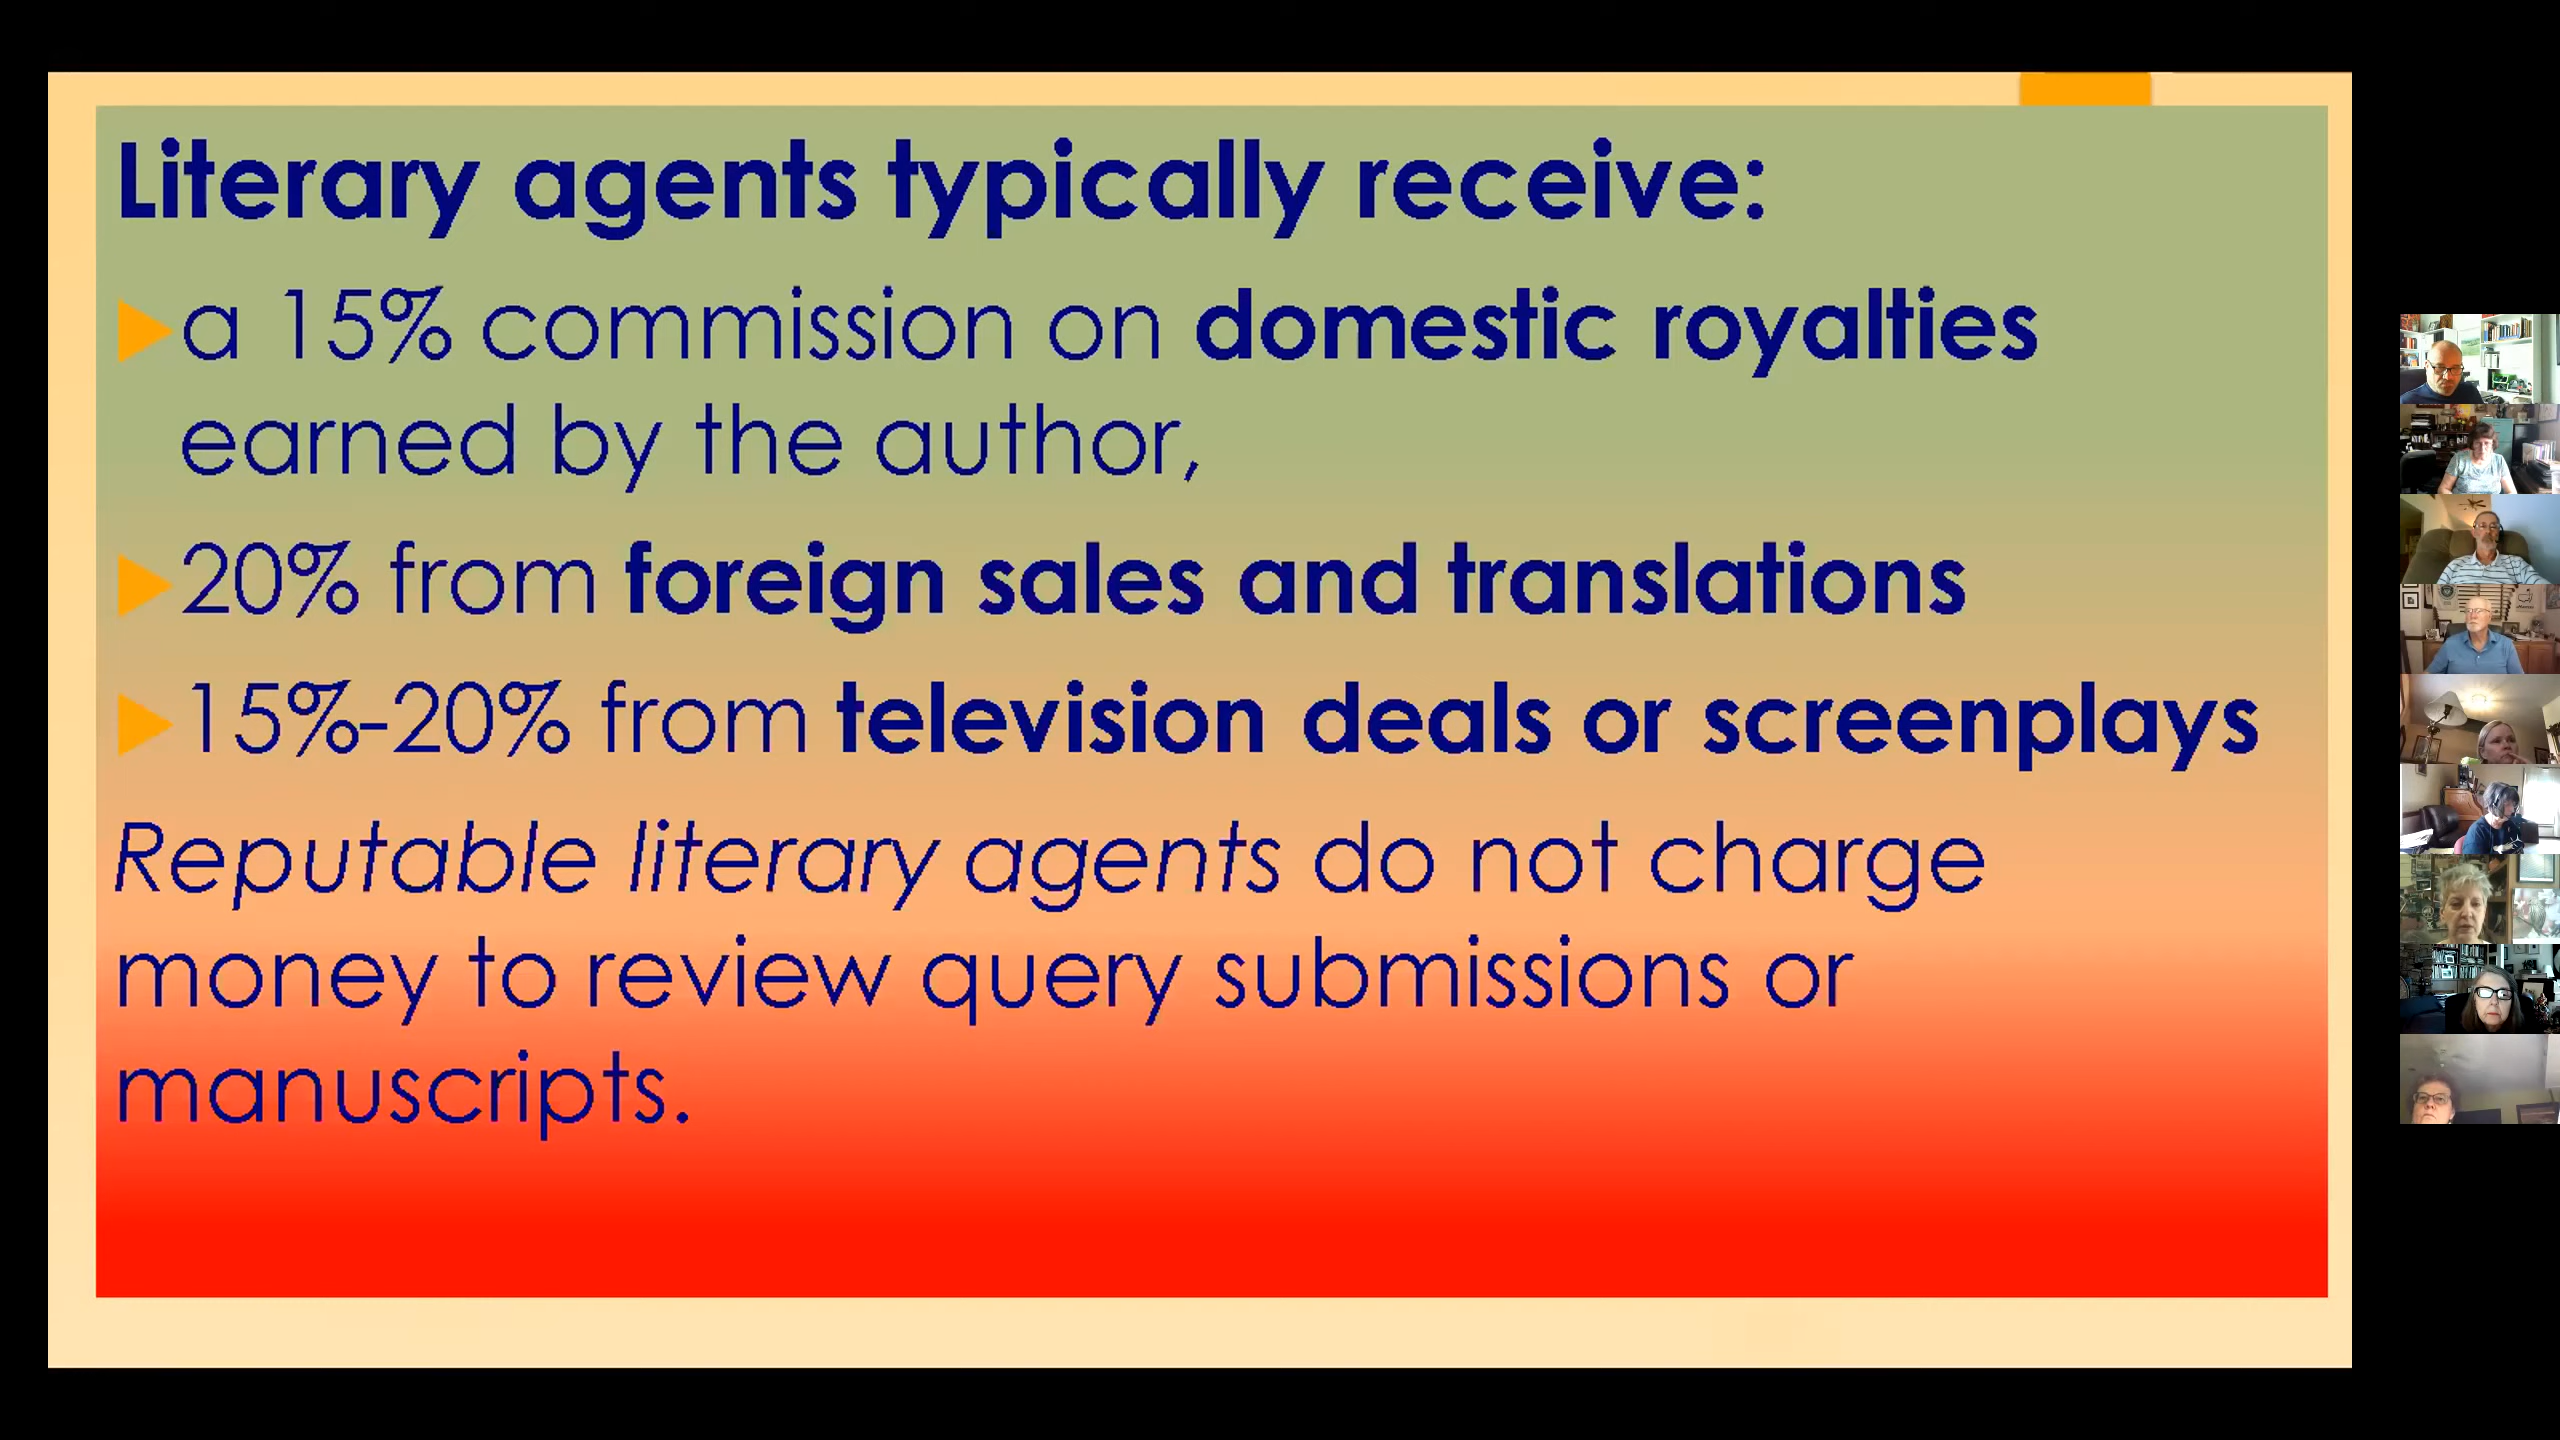 Literary agents typically receive:
a 15% commission on domestic royalties
earned by the author,
20% from foreign sales and translations
15%-20% from television deals or screenplays
Reputable literary agents do not charge
money to review query submissions or
manuscripts.